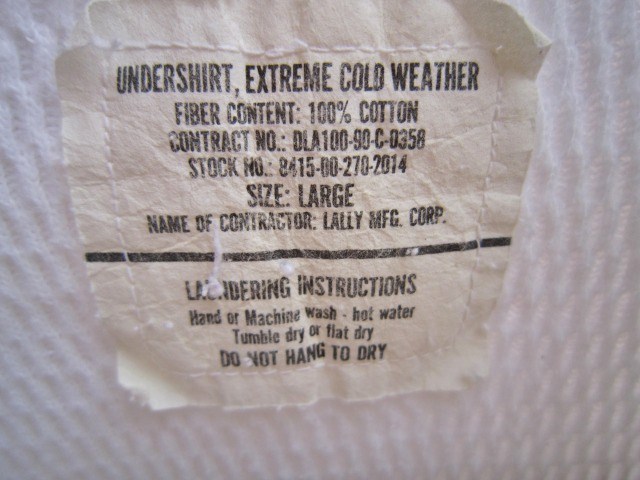 UNDERSHIRT, EXTREME COLD WEATHER
FIBER CONTENT: 100% COTTON
CONTRACT NO.: DLA100-90-C-0358
STOCK NO.: 8415-00-270-2014
SIZE: LARGE
NAME OF CONTRACTOR: LALLY MFG. CORP.
LAUNDERING INSTRUCTIONS
Hand or Machine wash - hot water
Tumble dry or flat dry
DO NOT HANG TO DRY